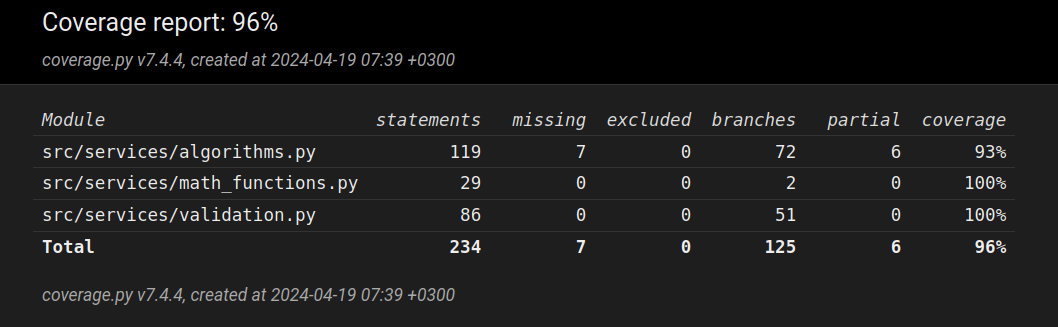 Coverage report: 96%
coverage.py v7.4.4, created at 2024-04-19 07:39 +0300
Module statements missing excluded branches partial coverage
src/services/algorithms.py 119 7 0 72 6 93%
src/services/math_functions.py 29 0 0 2 0 100%
src/services/validation.py 86 0 0 51 0 100%
Total 234 7 0 125 6 96%
coverage.py v7.4.4, created at 2024-04-19 07:39 +0300